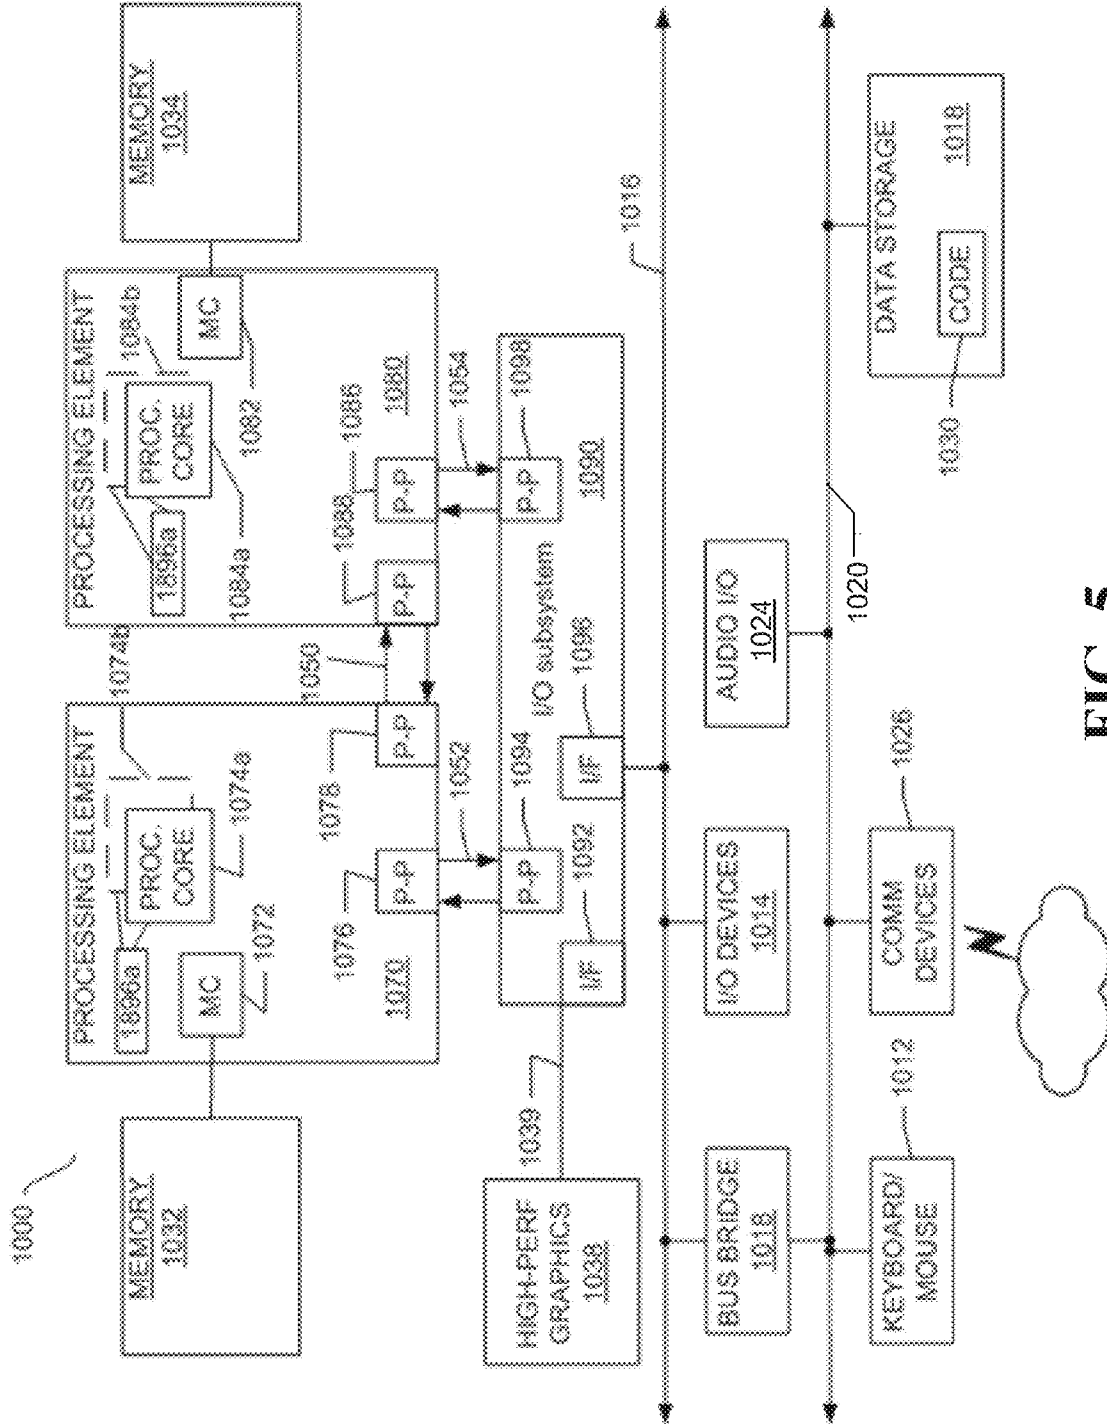 1000
MEMORY
1032
MEMORY
1034
PROCESSING ELEMENT
1896a
PROC.
CORE
MC
1072
1074a
1074b
1070
1076
P-P
1078
P-P
1050
PROCESSING ELEMENT
1896a
PROC.
CORE
1084a
1084b
MC
1082
1088
P-P
1086
P-P
1080
1052
1054
HIGH-PERF
GRAPHICS
1038
1039
P-P
1094
I/O subsystem
P-P
1098
1090
I/F
1092
I/F
1096
1016
BUS BRIDGE
1018
I/O DEVICES
1014
AUDIO I/O
1024
1020
KEYBOARD/
MOUSE
1012
COMM
DEVICES
1026
DATA STORAGE
1018
CODE
1030
FIG. 5